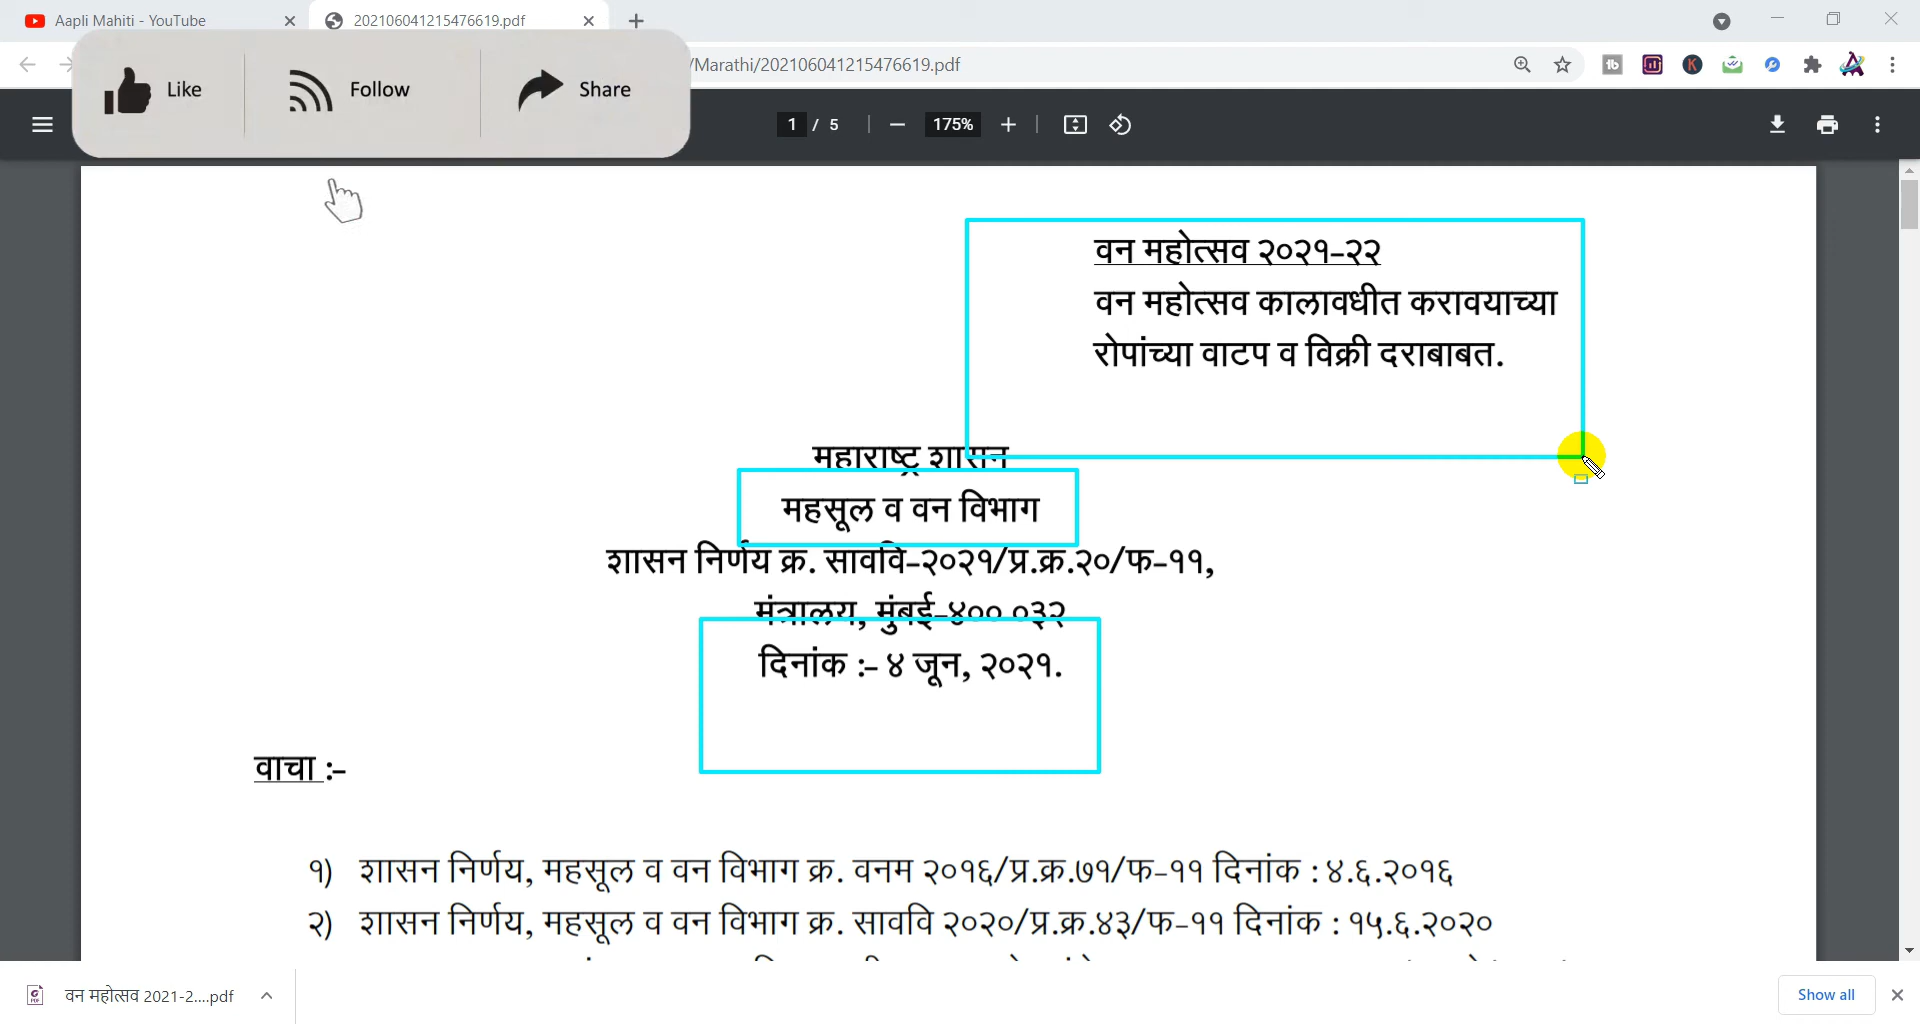 Aapli Mahiti - YouTube
202106041215476619.pdf
/Marathi/202106041215476619.pdf
Like
Follow
Share
1 / 5
175%
वन महोत्सव २०२१-२२
वन महोत्सव कालावधीत करावयाच्या
रोपांच्या वाटप व विक्री दराबाबत.
महाराष्ट्र शासन
महसूल व वन विभाग
शासन निर्णय क्र. सावबि-२०२१/प्र.क्र.२०/फ-११,
मंत्रालय, मुंबई-४०० ०३२
दिनांक :- ४ जून, २०२१.
वाचा :-
१) शासन निर्णय, महसूल व वन विभाग क्र. वनम २०१६/प्र.क्र.७१/फ-११ दिनांक : ४.६.२०१६
२) शासन निर्णय, महसूल व वन विभाग क्र. साववि २०२०/प्र.क्र.४३/फ-११ दिनांक : १५.६.२०२०
वन महोत्सव 2021-2....pdf
Show all